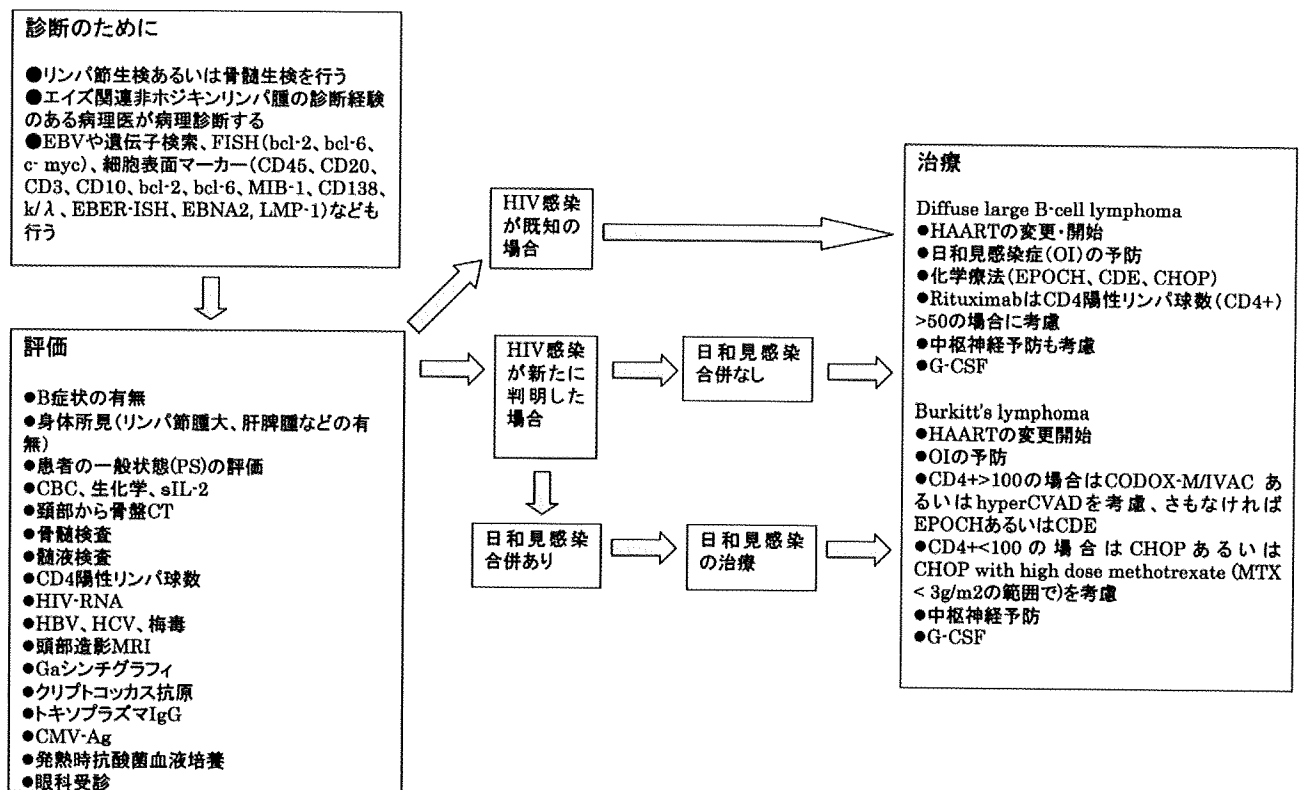 診断のために
●リンパ節生検あるいは骨髄生検を行う
●エイズ関連非ホジキンリンパ腫の診断経験
のある病理医が病理診断する
●EBVや遺伝子検索、FISH(bcl-2、bcl-6、
c- myc)、細胞表面マーカー(CD45、CD20、
CD3、CD10、bcl-2、bcl-6、MIB-1、CD138、
k/λ、EBER-ISH、EBNA2, LMP-1)なども
行う
評価
●B症状の有無
●身体所見(リンパ節腫大、肝脾腫などの有
無)
●患者の一般状態(PS)の評価
●CBC、生化学、sIL-2
●頸部から骨盤CT
●骨髄検査
●髄液検査
●CD4陽性リンパ球数
●HIV-RNA
●HBV、HCV、梅毒
●頭部造影MRI
●Gaシンチグラフィ
●クリプトコッカス抗原
●トキソプラズマIgG
●CMV-Ag
●発熱時抗酸菌血液培養
●眼科受診
HIV感染
が既知の
場合
HIV感染
が新たに
判明した
場合
日和見感染
合併なし
日和見感染
合併あり
日和見感染
の治療
治療
Diffuse large B-cell lymphoma
●HAARTの変更・開始
●日和見感染症(OI)の予防
●化学療法(EPOCH、CDE、CHOP)
●RituximabはCD4陽性リンパ球数(CD4+)
>50の場合に考慮
●中枢神経予防も考慮
●G-CSF
Burkitt's lymphoma
●HAARTの変更開始
●OIの予防
●CD4+>100の場合はCODOX-M/IVAC あ
るいはhyperCVADを考慮、さもなければ
EPOCHあるいはCDE
●CD4+<100 の 場 合 は CHOP あ る い は
CHOP with high dose methotrexate (MTX
< 3g/m2の範囲で)を考慮
●中枢神経予防
●G-CSF